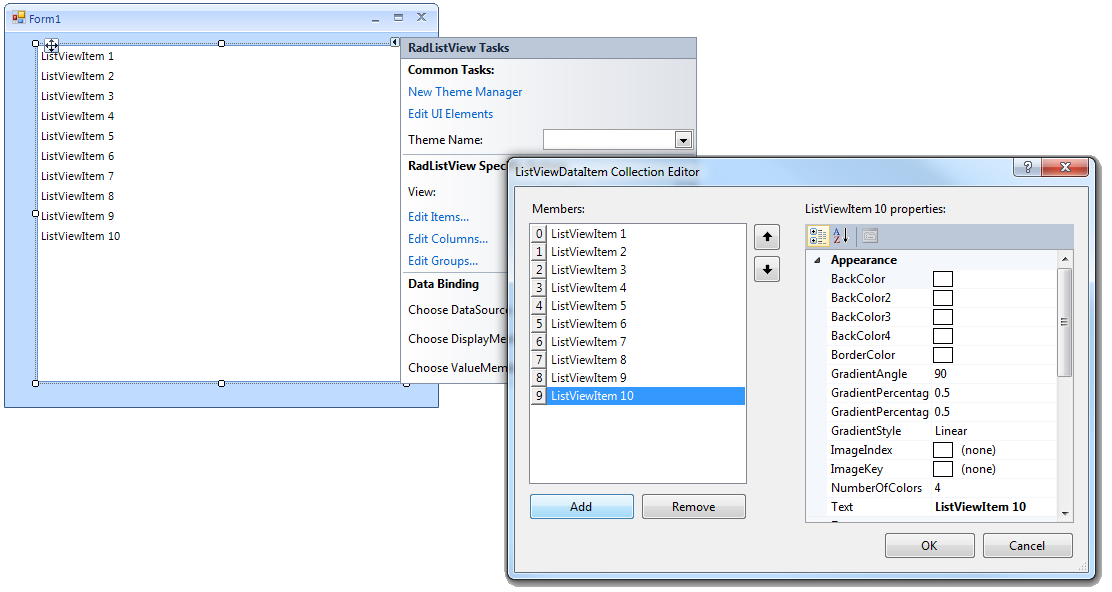 Form1
ListViewItem 1
ListViewItem 2
ListViewItem 3
ListViewItem 4
ListViewItem 5
ListViewItem 6
ListViewItem 7
ListViewItem 8
ListViewItem 9
ListViewItem 10
RadListView Tasks
Common Tasks:
New Theme Manager
Edit UI Elements
Theme Name:
RadListView Spec
View:
Edit Items...
Edit Columns...
Edit Groups...
Data Binding
Choose DataSourc
Choose DisplayMe
Choose ValueMem
ListViewDataItem Collection Editor
?
Members:
0 ListViewItem 1
1 ListViewItem 2
2 ListViewItem 3
3 ListViewItem 4
4 ListViewItem 5
5 ListViewItem 6
6 ListViewItem 7
7 ListViewItem 8
8 ListViewItem 9
9 ListViewItem 10
Add Remove
ListViewItem 10 properties:
Appearance
BackColor
BackColor2
BackColor3
BackColor4
BorderColor
GradientAngle 90
GradientPercentag 0.5
GradientPercentag 0.5
GradientStyle Linear
ImageIndex (none)
ImageKey (none)
NumberOfColors 4
Text ListViewItem 10
OK Cancel